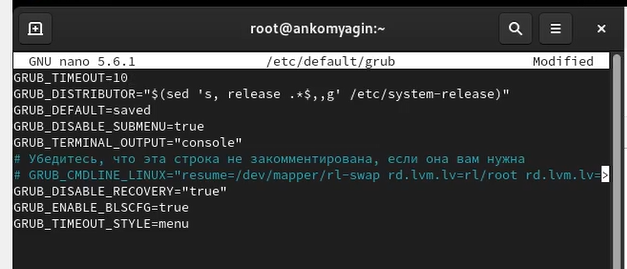 root@ankomyagin:~
GNU nano 5.6.1 /etc/default/grub Modified
GRUB_TIMEOUT=10
GRUB_DISTRIBUTOR="$(sed 's, release .*$,,g' /etc/system-release)"
GRUB_DEFAULT=saved
GRUB_DISABLE_SUBMENU=true
GRUB_TERMINAL_OUTPUT="console"
# Убедитесь, что эта строка не закомментирована, если она вам нужна
# GRUB_CMDLINE_LINUX="resume=/dev/mapper/rl-swap rd.lvm.lv=rl/root rd.lvm.lv=>
GRUB_DISABLE_RECOVERY="true"
GRUB_ENABLE_BLSCFG=true
GRUB_TIMEOUT_STYLE=menu